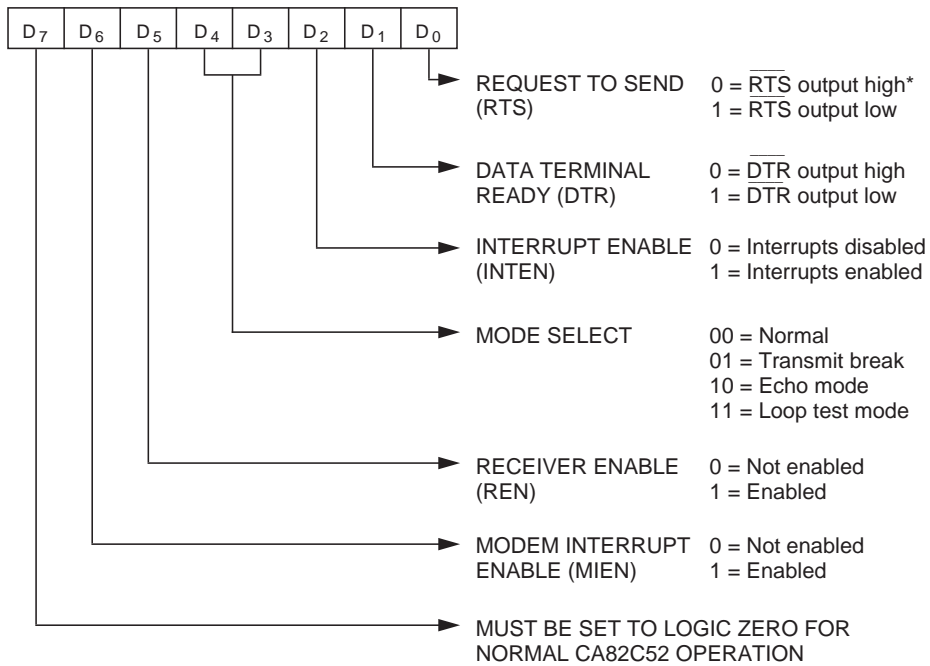 D7 D6 D5 D4 D3 D2 D1 D0
REQUEST TO SEND 0 = RTS output high*
(RTS) 1 = RTS output low
DATA TERMINAL 0 = DTR output high
READY (DTR) 1 = DTR output low
INTERRUPT ENABLE 0 = Interrupts disabled
(INTEN) 1 = Interrupts enabled
MODE SELECT 00 = Normal
01 = Transmit break
10 = Echo mode
11 = Loop test mode
RECEIVER ENABLE 0 = Not enabled
(REN) 1 = Enabled
MODEM INTERRUPT 0 = Not enabled
ENABLE (MIEN) 1 = Enabled
MUST BE SET TO LOGIC ZERO FOR
NORMAL CA82C52 OPERATION